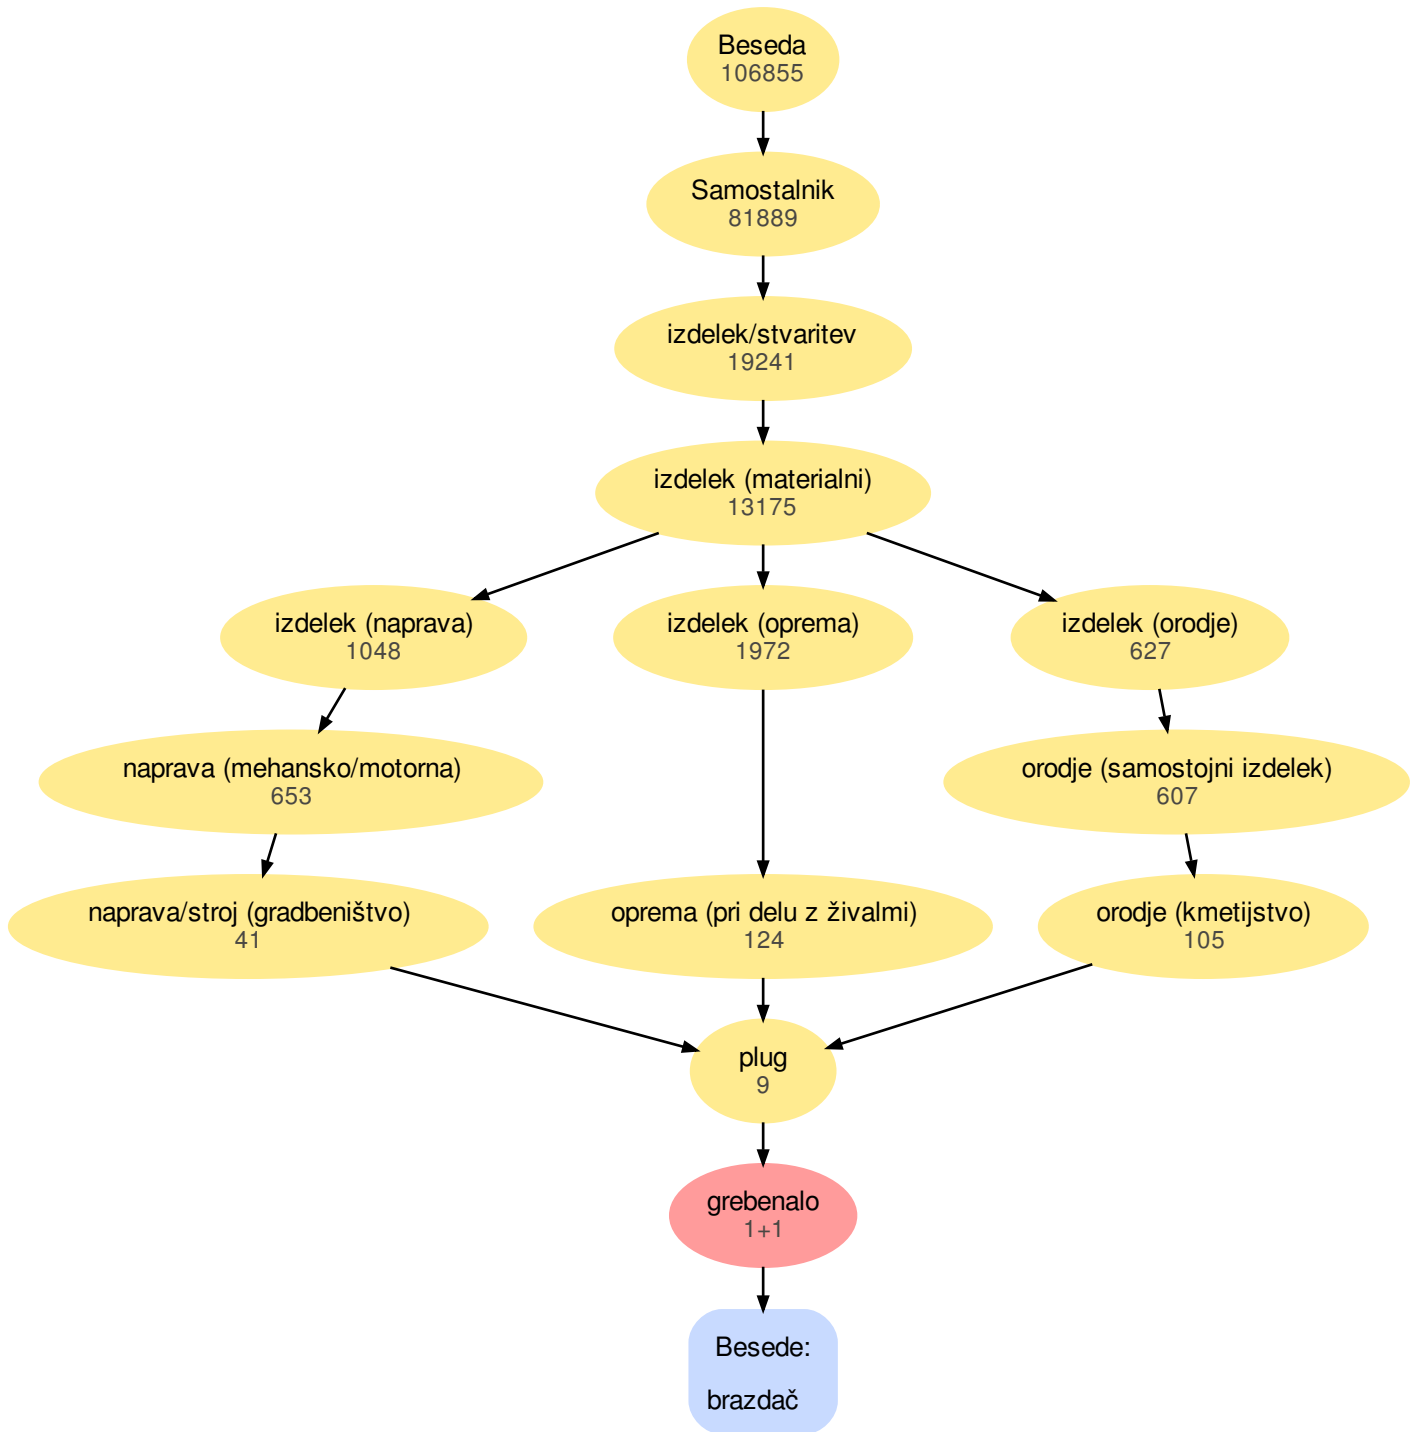 Beseda
106855
Samostalnik
81889
izdelek/stvaritev
19241
izdelek (materialni)
13175
izdelek (naprava)
1048
izdelek (oprema)
1972
izdelek (orodje)
627
naprava (mehansko/motorna)
653
orodje (samostojni izdelek)
607
naprava/stroj (gradbeništvo)
41
oprema (pri delu z živalmi)
124
orodje (kmetijstvo)
105
plug
9
grebenalo
1+1
Besede:
brazdač